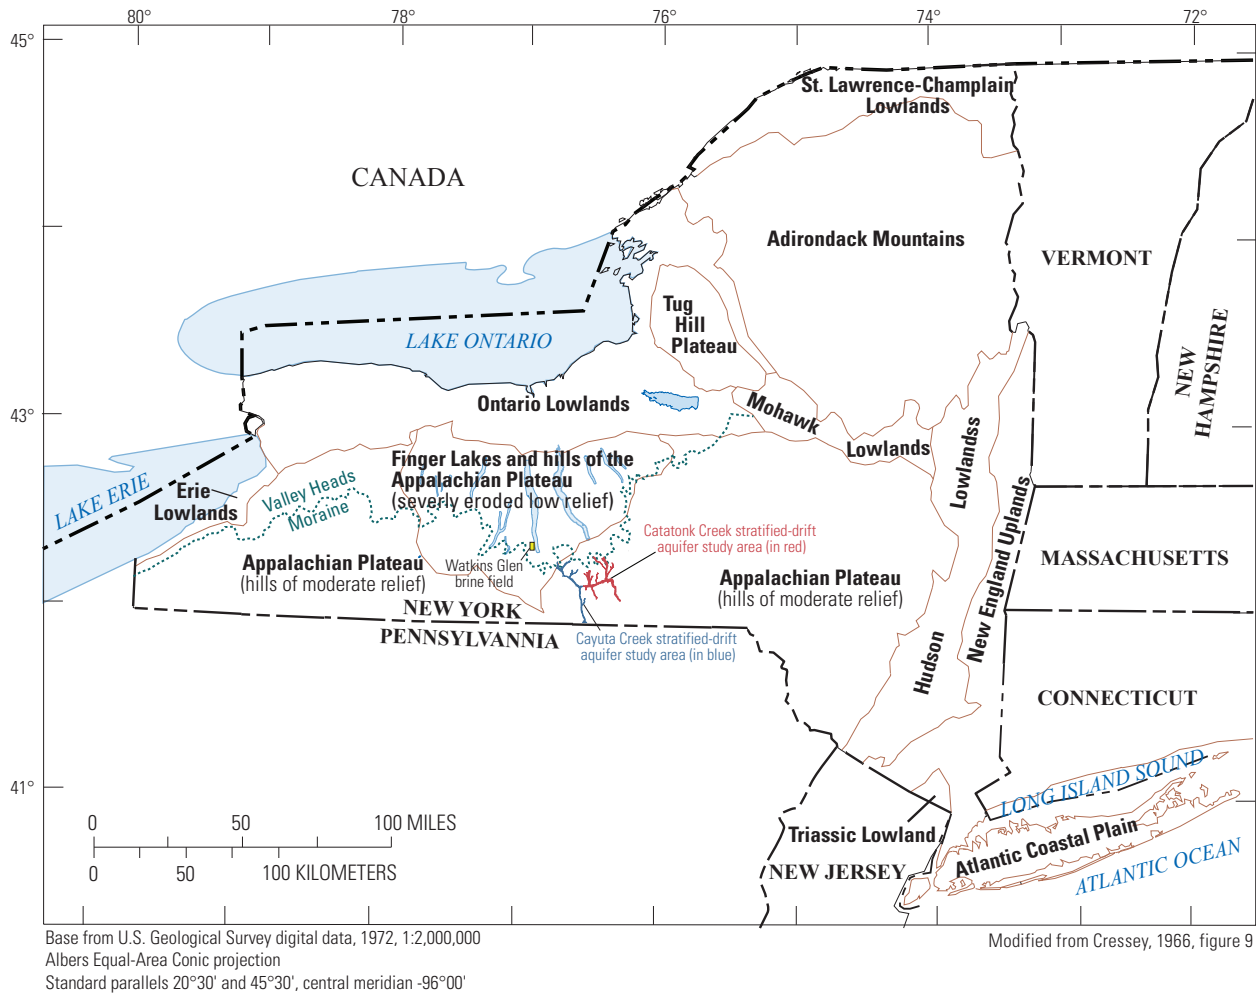 80°
78°
76°
74°
72°
45°
43°
41°
St. Lawrence-Champlain
Lowlands
CANADA
Adirondack Mountains
VERMONT
NEW
HAMPSHIRE
Tug
Hill
Plateau
LAKE ONTARIO
Ontario Lowlands
Mohawk
Lowlands
Lowlandss
Hudson
New England Uplands
Finger Lakes and hills of the
Appalachian Plateau
(severly eroded low relief)
LAKE ERIE
Erie
Lowlands
Valley Heads
Moraine
Catatonk Creek stratified-drift
aquifer study area (in red)
Watkins Glen
brine field
Appalachian Plateau
(hills of moderate relief)
Appalachian Plateau
(hills of moderate relief)
MASSACHUSETTS
NEW YORK
PENNSYLVANNIA
Cayuta Creek stratified-drift
aquifer study area (in blue)
CONNECTICUT
LONG ISLAND SOUND
Triassic Lowland
NEW JERSEY
Atlantic Coastal Plain
ATLANTIC OCEAN
0 50 100 MILES
0 50 100 KILOMETERS
Base from U.S. Geological Survey digital data, 1972, 1:2,000,000
Albers Equal-Area Conic projection
Standard parallels 20°30' and 45°30', central meridian -96°00'
Modified from Cressey, 1966, figure 9